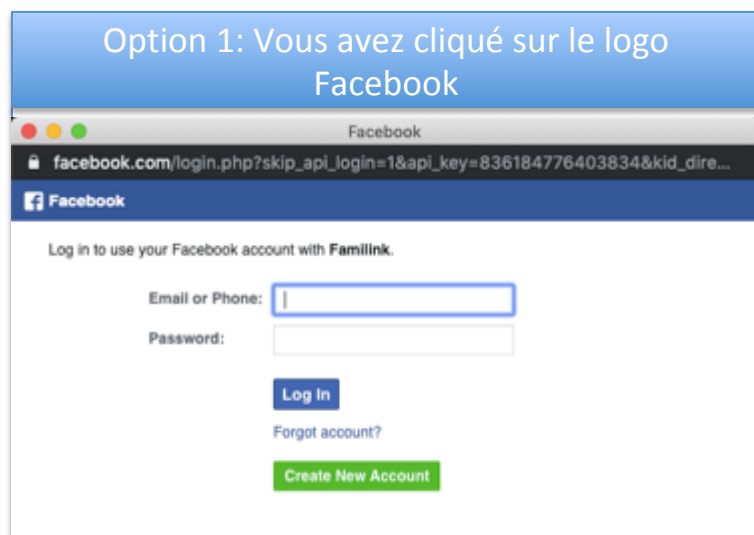 Option 1: Vous avez cliqué sur le logo
Facebook
Facebook
facebook.com/login.php?skip_api_login=1&api_key=836184776403834&kid_dire...
Facebook
Log in to use your Facebook account with Familink.
Email or Phone:
Password:
Log In
Forgot account?
Create New Account